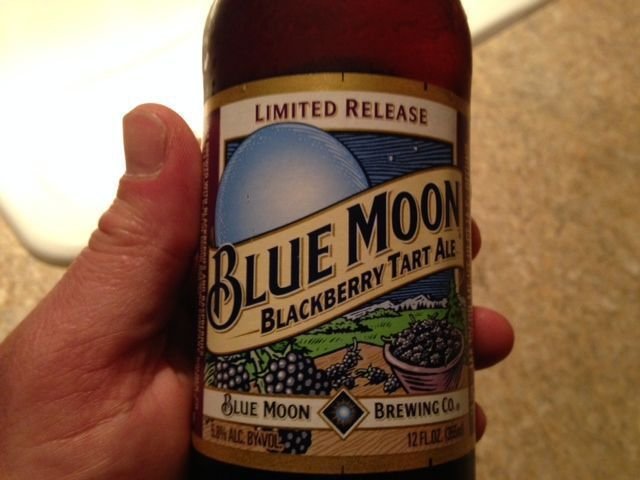 LIMITED RELEASE
BLUE MOON
BLACKBERRY TART ALE
BLUE MOON BREWING CO.
5.8% ALC. BY VOL. 12 FL.OZ.